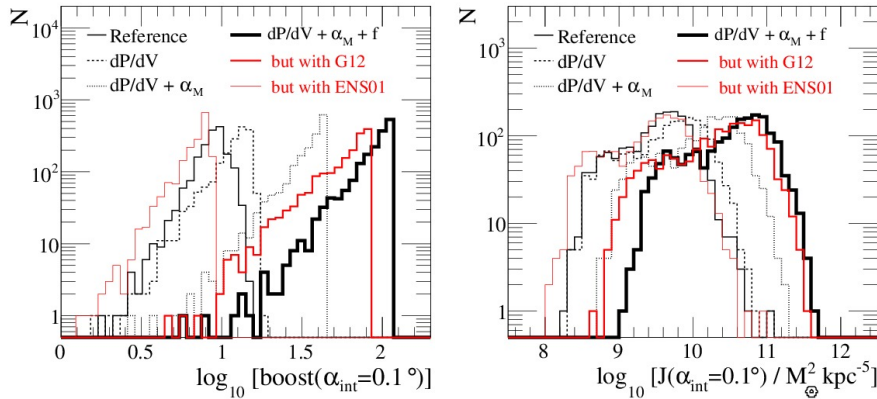 N
10⁴
10³
10²
10
1
Reference
dP/dV
dP/dV + α_M
dP/dV + α_M + f
but with G12
but with ENS01
0 0.5 1 1.5 2
log₁₀ [boost(α_int=0.1°)]
N
10³
10²
10
1
Reference
dP/dV
dP/dV + α_M
dP/dV + α_M + f
but with G12
but with ENS01
8 9 10 11 12
log₁₀ [J(α_int=0.1°) / M²_⊙ kpc⁻⁵]